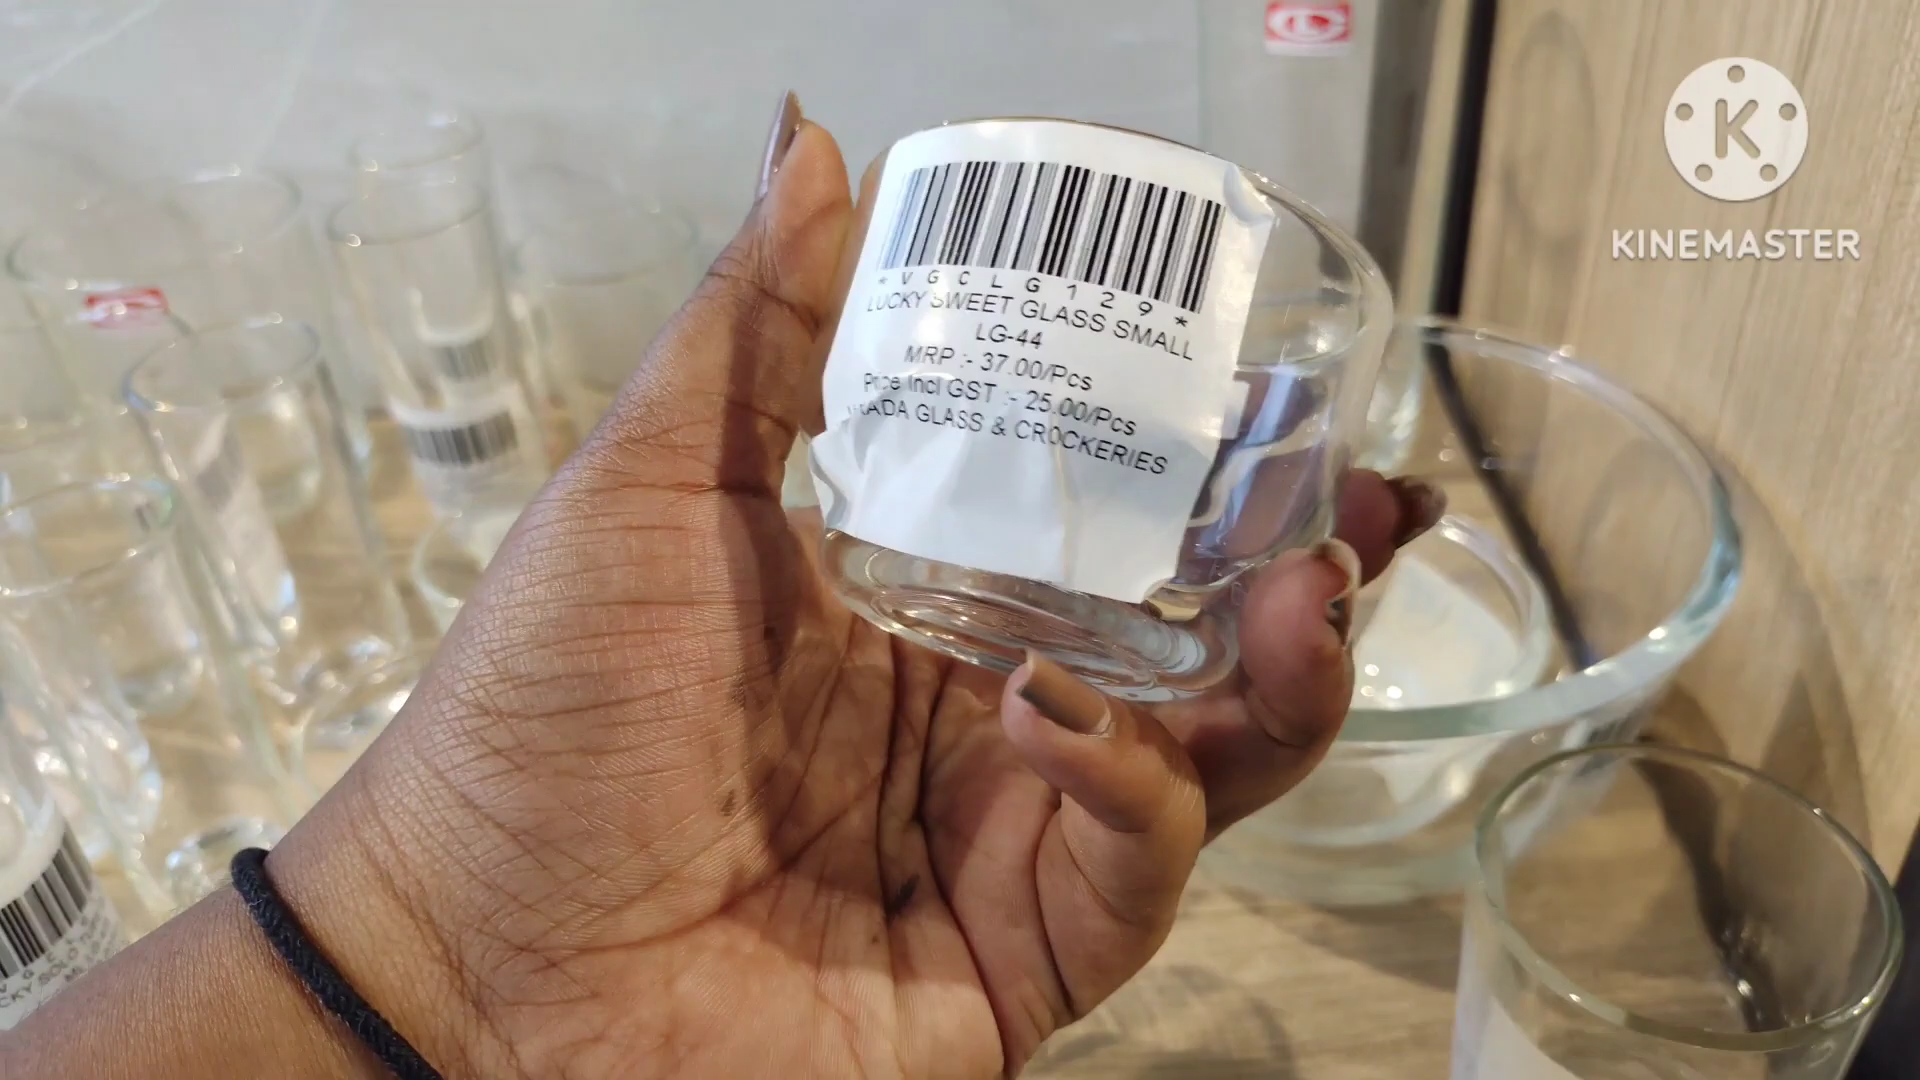 *VGCLG129*
LUCKY SWEET GLASS SMALL
LG-44
MRP :- 37.00/Pcs
Price Incl GST :- 25.00/Pcs
GLASS & CROCKERIES
K
KINEMASTER